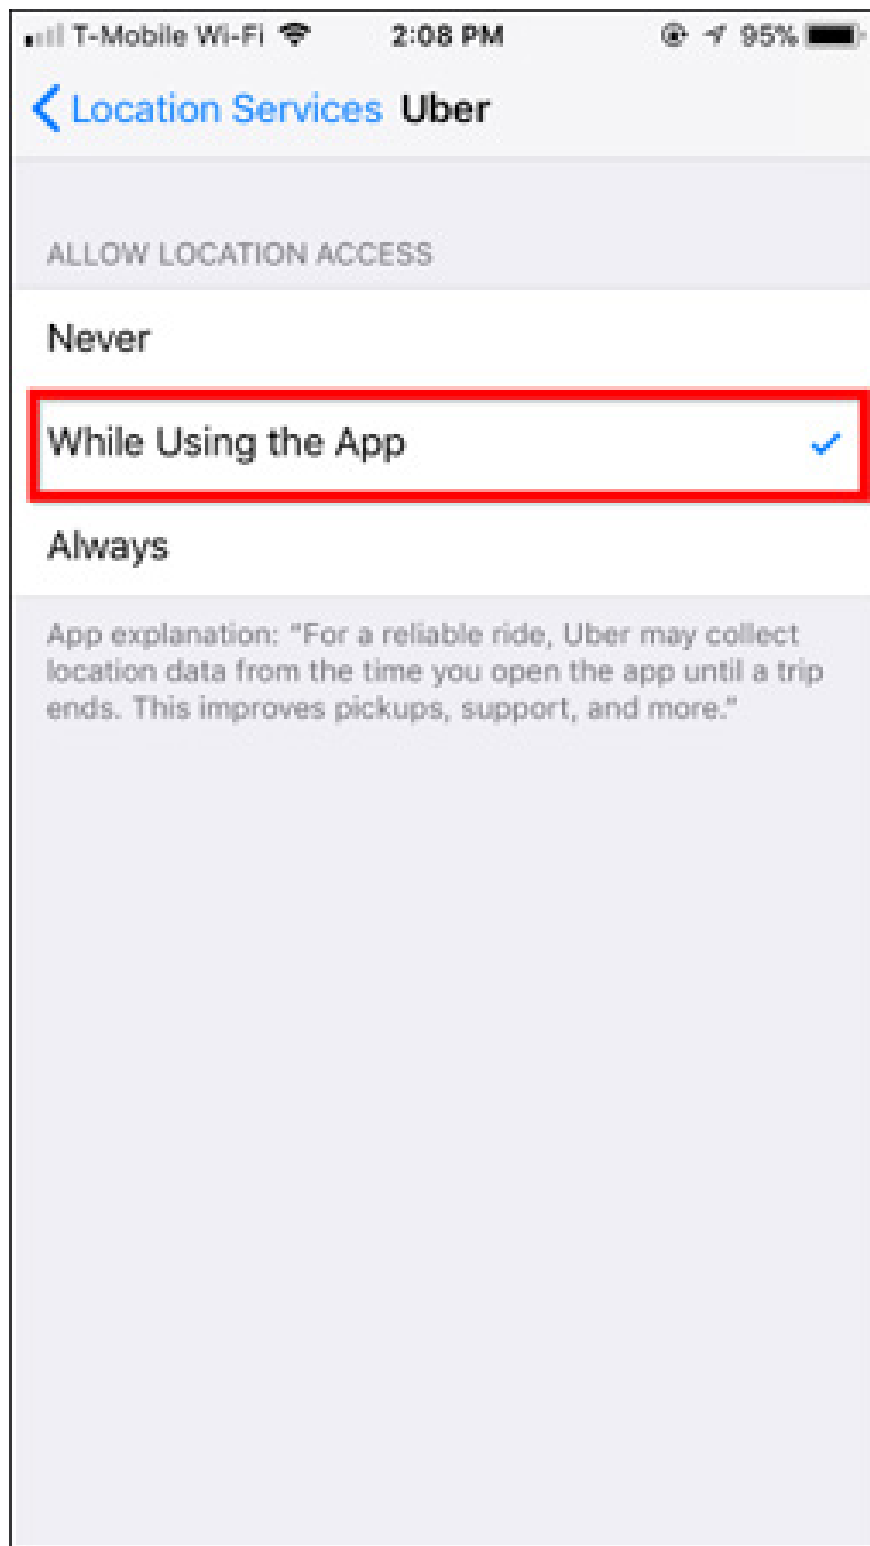 T-Mobile Wi-Fi 2:08 PM 95%
Location Services Uber
ALLOW LOCATION ACCESS
Never
While Using the App
Always
App explanation: "For a reliable ride, Uber may collect
location data from the time you open the app until a trip
ends. This improves pickups, support, and more."